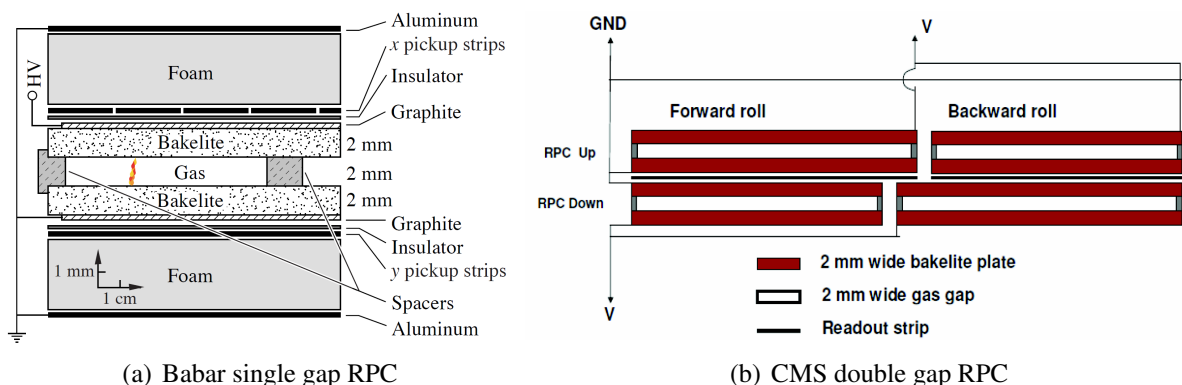 Aluminum
x pickup strips
Insulator
Graphite
HV
Foam
Bakelite
2 mm
Gas
2 mm
Bakelite
2 mm
Graphite
Insulator
y pickup strips
Foam
1 mm
1 cm
Spacers
Aluminum
(a) Babar single gap RPC
GND
V
Forward roll
Backward roll
RPC Up
RPC Down
V
2 mm wide bakelite plate
2 mm wide gas gap
Readout strip
(b) CMS double gap RPC